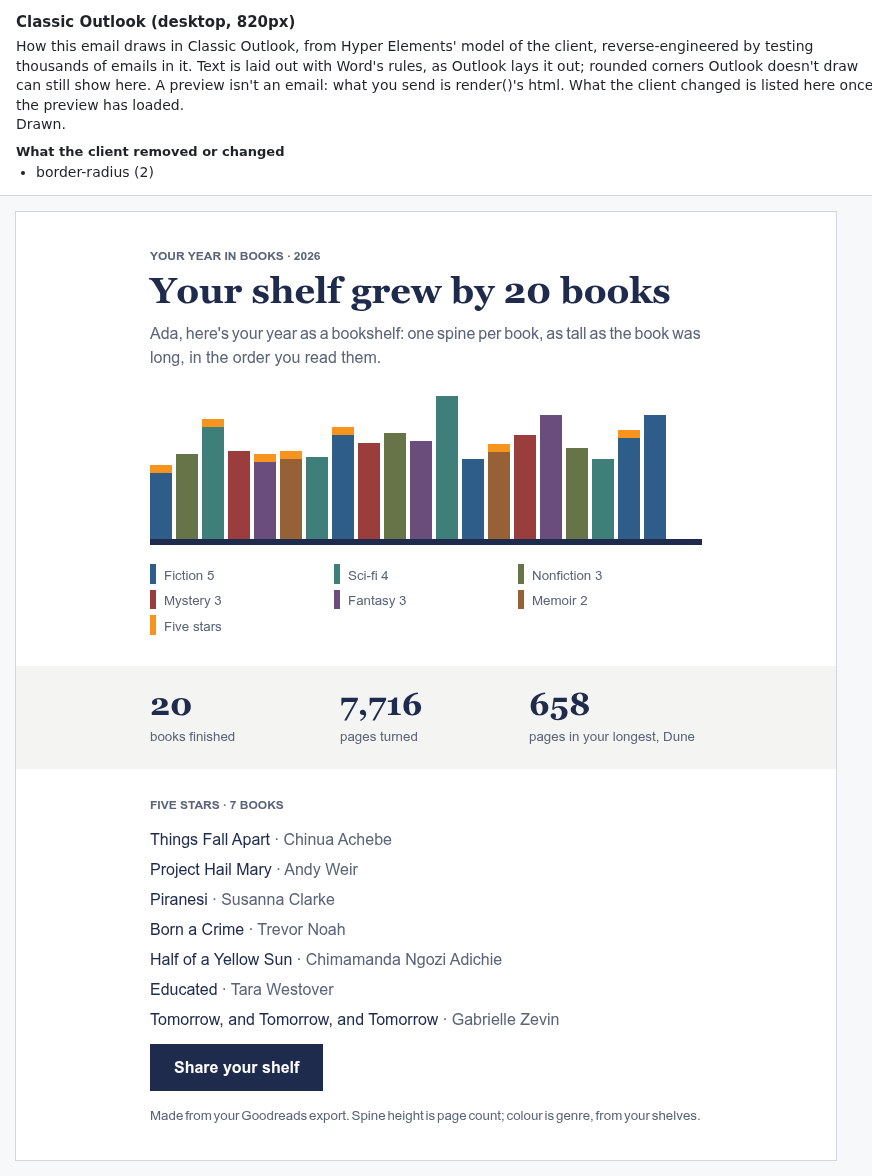 Classic Outlook (desktop, 820px)
How this email draws in Classic Outlook, from Hyper Elements' model of the client, reverse-engineered by testing
thousands of emails in it. Text is laid out with Word's rules, as Outlook lays it out; rounded corners Outlook doesn't draw
can still show here. A preview isn't an email: what you send is render()'s html. What the client changed is listed here once
the preview has loaded.
Drawn.
What the client removed or changed
• border-radius (2)
YOUR YEAR IN BOOKS · 2026
Your shelf grew by 20 books
Ada, here's your year as a bookshelf: one spine per book, as tall as the book was
long, in the order you read them.
Fiction 5
Sci-fi 4
Nonfiction 3
Mystery 3
Fantasy 3
Memoir 2
Five stars
20
7,716
658
books finished
pages turned
pages in your longest, Dune
FIVE STARS · 7 BOOKS
Things Fall Apart · Chinua Achebe
Project Hail Mary · Andy Weir
Piranesi · Susanna Clarke
Born a Crime · Trevor Noah
Half of a Yellow Sun · Chimamanda Ngozi Adichie
Educated · Tara Westover
Tomorrow, and Tomorrow, and Tomorrow · Gabrielle Zevin
Share your shelf
Made from your Goodreads export. Spine height is page count; colour is genre, from your shelves.